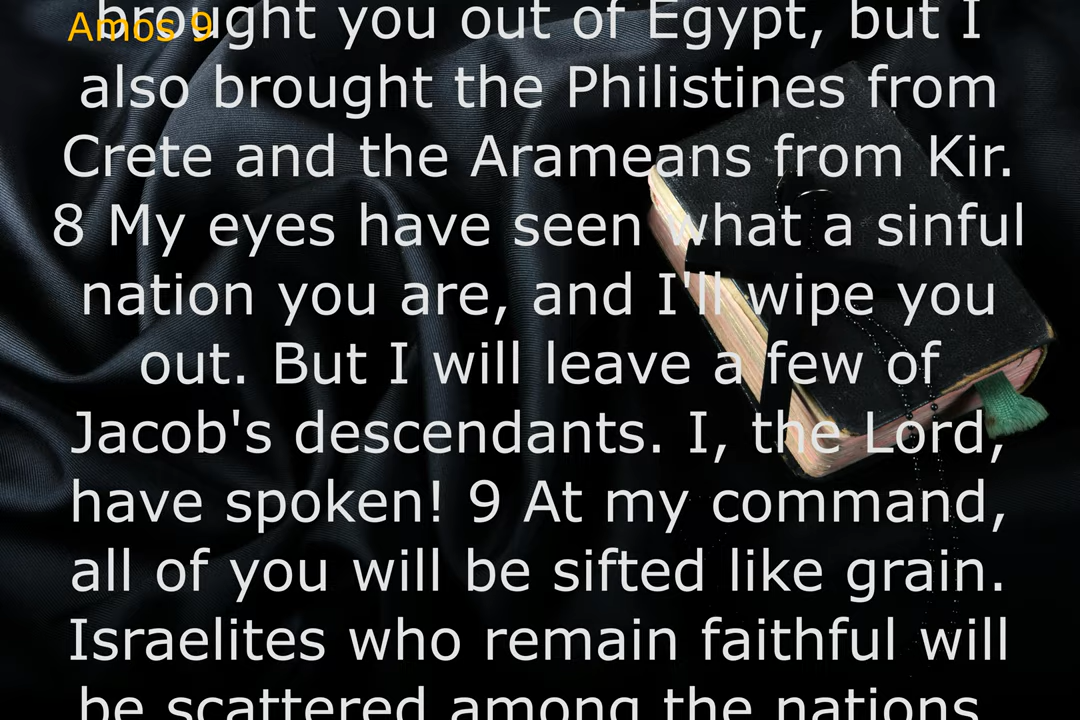 Amos 9
brought you out of Egypt, but I
also brought the Philistines from
Crete and the Arameans from Kir.
8 My eyes have seen what a sinful
nation you are, and I'll wipe you
out. But I will leave a few of
Jacob's descendants. I, the Lord,
have spoken! 9 At my command,
all of you will be sifted like grain.
Israelites who remain faithful will
be scattered among the nations.